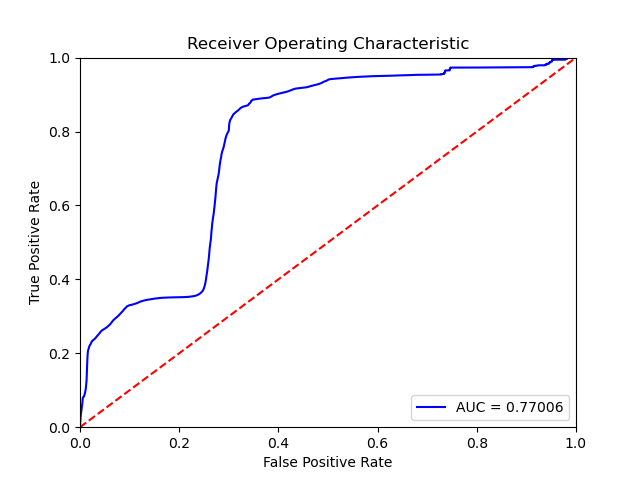 Receiver Operating Characteristic
1.0
0.8
0.6
0.4
0.2
0.0
True Positive Rate
AUC = 0.77006
0.0 0.2 0.4 0.6 0.8 1.0
False Positive Rate